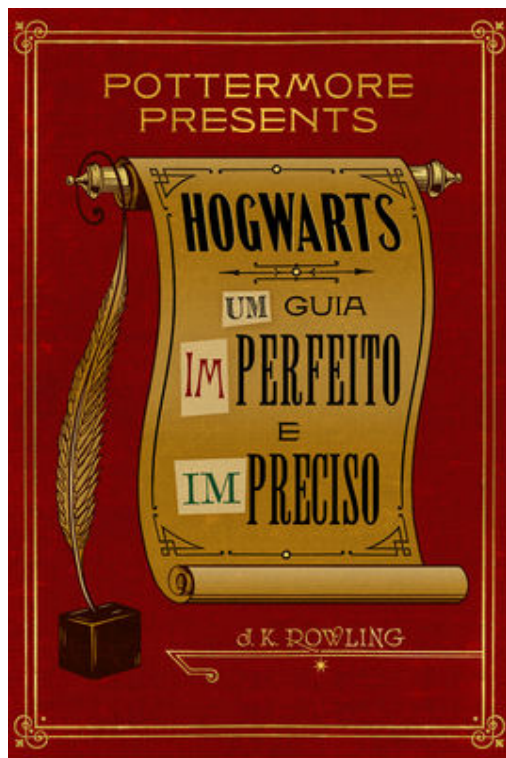 POTTERMORE
PRESENTS
HOGWARTS
UM GUIA
IMPERFEITO
E
IMPRECISO
J.K. ROWLING